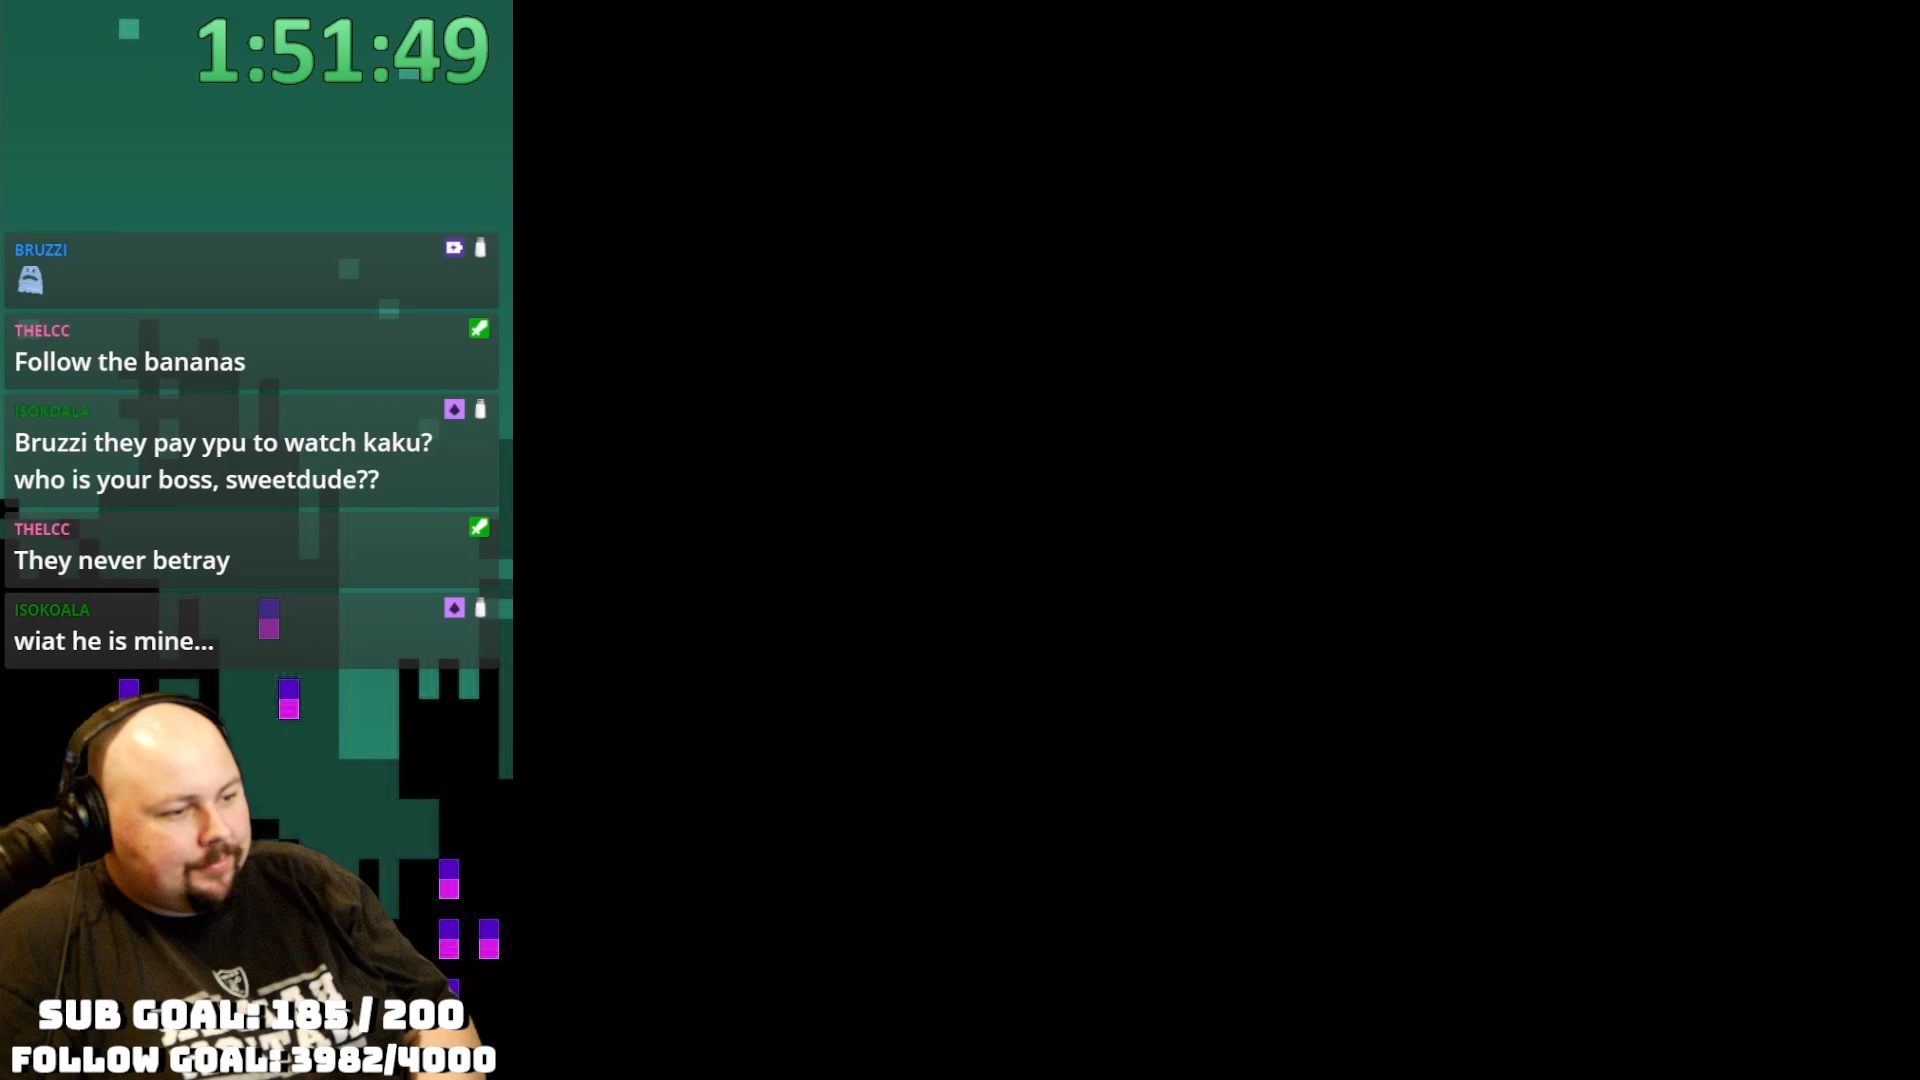 1:51:49
BRUZZI
THELCC
Follow the bananas
ISOKOALA
Bruzzi they pay ypu to watch kaku?
who is your boss, sweetdude??
THELCC
They never betray
ISOKOALA
wiat he is mine...
SUB GOAL: 185 / 200
FOLLOW GOAL: 3982/4000